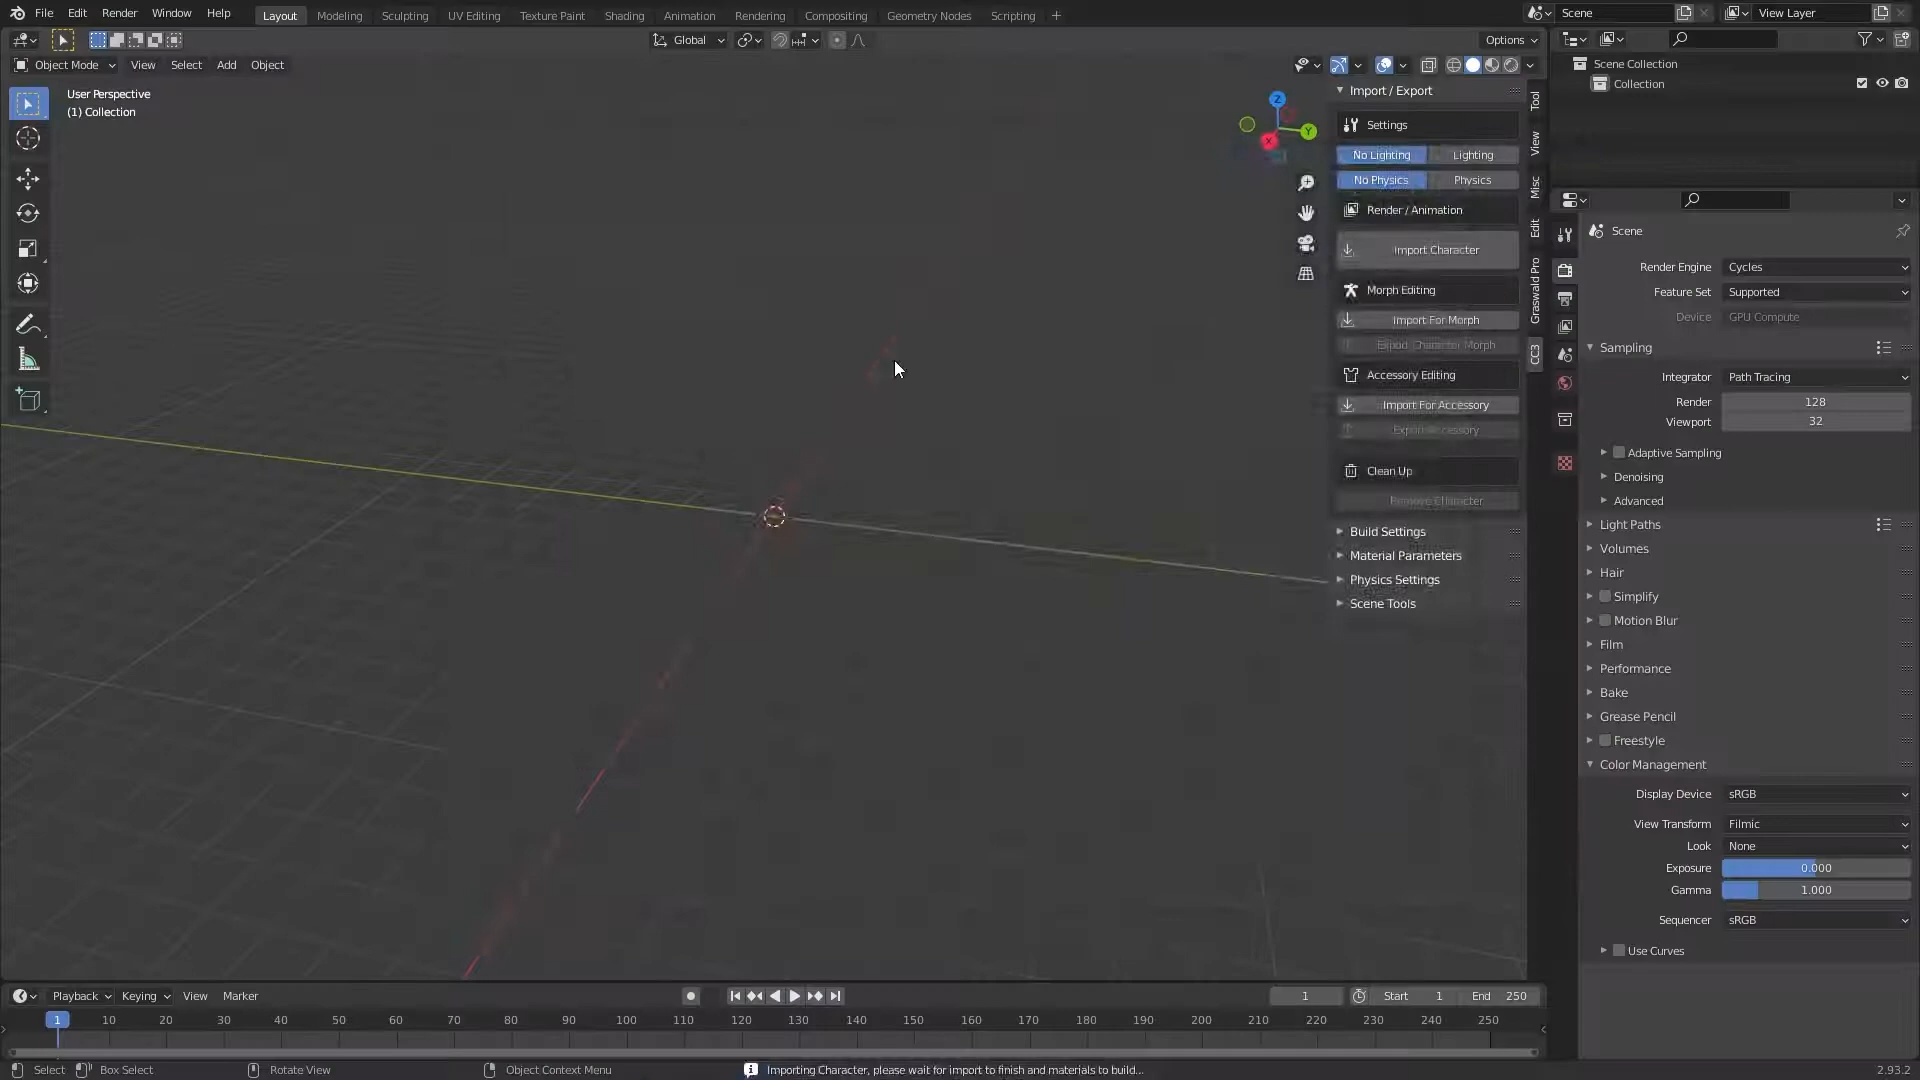 File Edit Render Window Help Layout Modeling Sculpting UV Editing Texture Paint Shading Animation Rendering Compositing Geometry Nodes Scripting + Scene View Layer
Global Options
Object Mode View Select Add Object
User Perspective
(1) Collection
Z
Y
X
Import / Export
Settings
No Lighting Lighting
No Physics Physics
Render / Animation
Import Character
Morph Editing
Import For Morph
Export Character Morph
Accessory Editing
Import For Accessory
Export Accessory
Clean Up
Remove Character
Build Settings
Material Parameters
Physics Settings
Scene Tools
Tool
View
Misc
Edit
Graswald Pro
CC3
Scene Collection
Collection
Scene
Render Engine Cycles
Feature Set Supported
Device GPU Compute
Sampling
Integrator Path Tracing
Render 128
Viewport 32
Adaptive Sampling
Denoising
Advanced
Light Paths
Volumes
Hair
Simplify
Motion Blur
Film
Performance
Bake
Grease Pencil
Freestyle
Color Management
Display Device sRGB
View Transform Filmic
Look None
Exposure 0.000
Gamma 1.000
Sequencer sRGB
Use Curves
Playback Keying View Marker 1 Start 1 End 250
1 10 20 30 40 50 60 70 80 90 100 110 120 130 140 150 160 170 180 190 200 210 220 230 240 250
Select Box Select Rotate View Object Context Menu Importing Character, please wait for import to finish and materials to build... 2.93.2